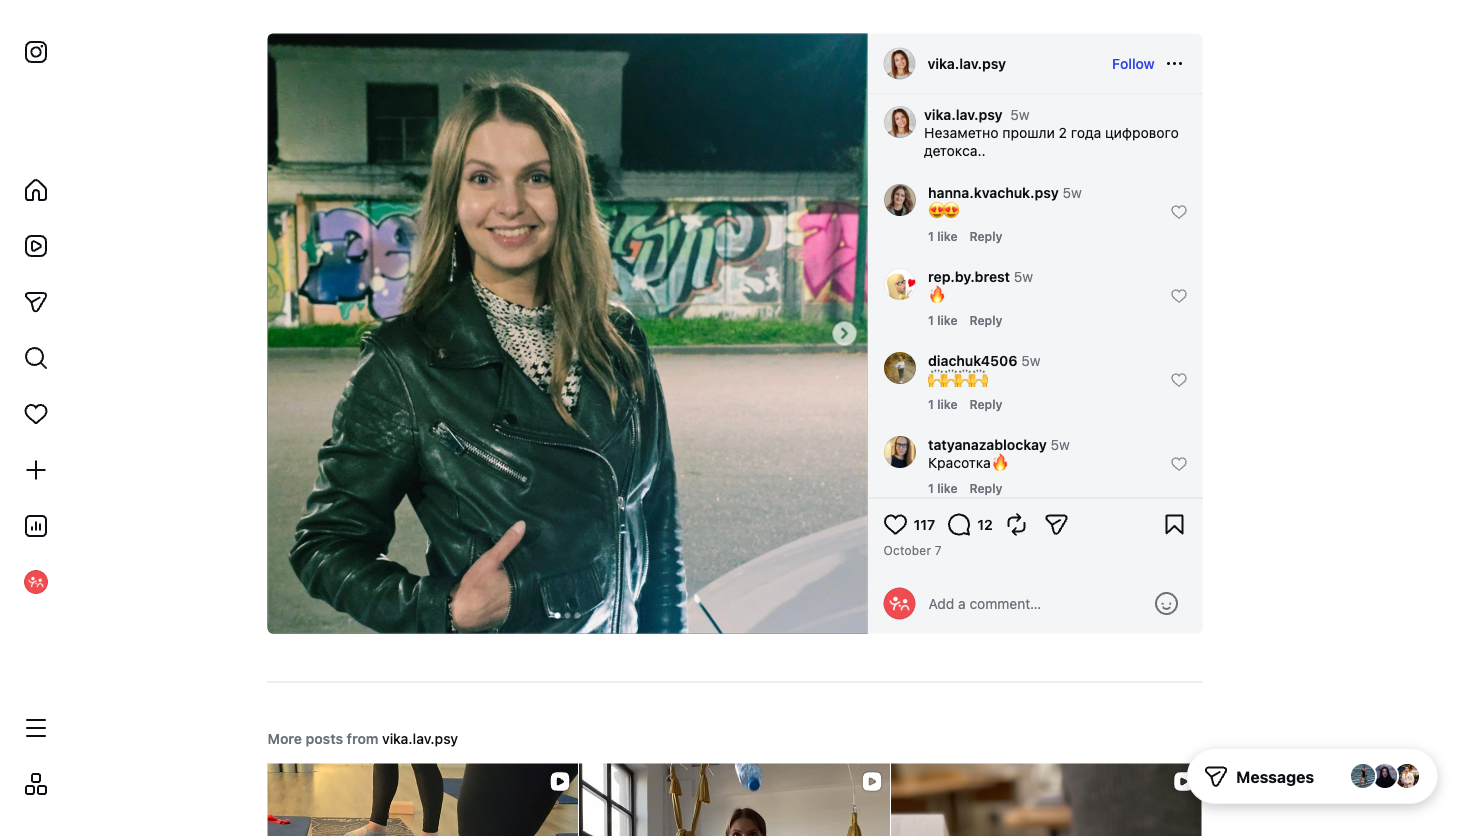 vika.lav.psy
Follow
vika.lav.psy 5w
Незаметно прошли 2 года цифрового
детокса..
hanna.kvachuk.psy 5w
😍😍
1 like Reply
rep.by.brest 5w
🔥
1 like Reply
diachuk4506 5w
🙌🙌🙌🙌
1 like Reply
tatyanazablockay 5w
Красотка🔥
1 like Reply
117 12
October 7
Add a comment...
More posts from vika.lav.psy
Messages